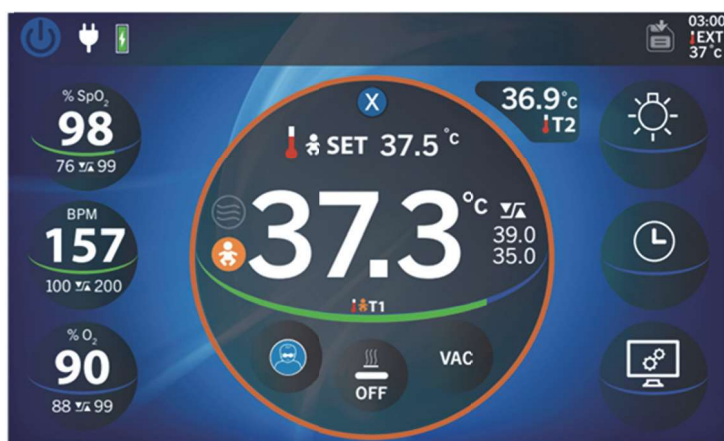 03:00
EXT
37 °C
% SpO₂
98
76 99
BPM
157
100 200
% O₂
90
88 99
X
SET 37.5 °C
37.3 °C
39.0
35.0
T1
OFF
VAC
36.9 °C
T2